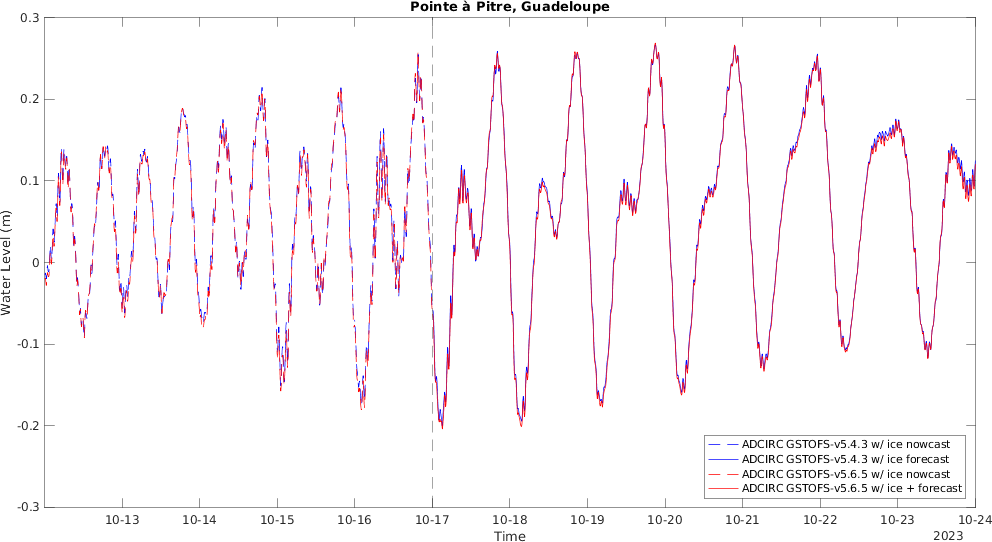 Pointe à Pitre, Guadeloupe
0.3
0.2
0.1
0
-0.1
-0.2
-0.3
Water Level (m)
10-13 10-14 10-15 10-16 10-17 10-18 10-19 10-20 10-21 10-22 10-23 10-24
Time
2023
ADCIRC GSTOFS-v5.4.3 w/ ice nowcast
ADCIRC GSTOFS-v5.4.3 w/ ice forecast
ADCIRC GSTOFS-v5.6.5 w/ ice nowcast
ADCIRC GSTOFS-v5.6.5 w/ ice + forecast